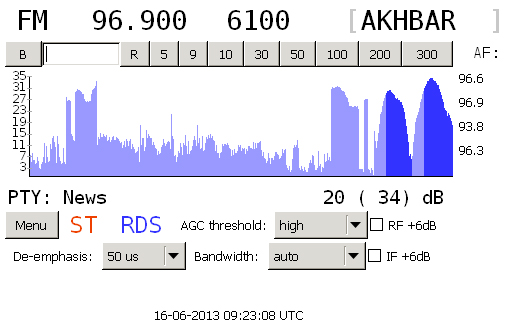 FM 96.900 6100 [AKHBAR ]
B R 5 9 10 30 50 100 200 300 AF:
35
31
27
23
19
15
11
7
3
96.6
96.9
93.8
96.3
PTY: News 20 ( 34) dB
Menu ST RDS AGC threshold: high RF +6dB
De-emphasis: 50 us Bandwidth: auto IF +6dB
16-06-2013 09:23:08 UTC